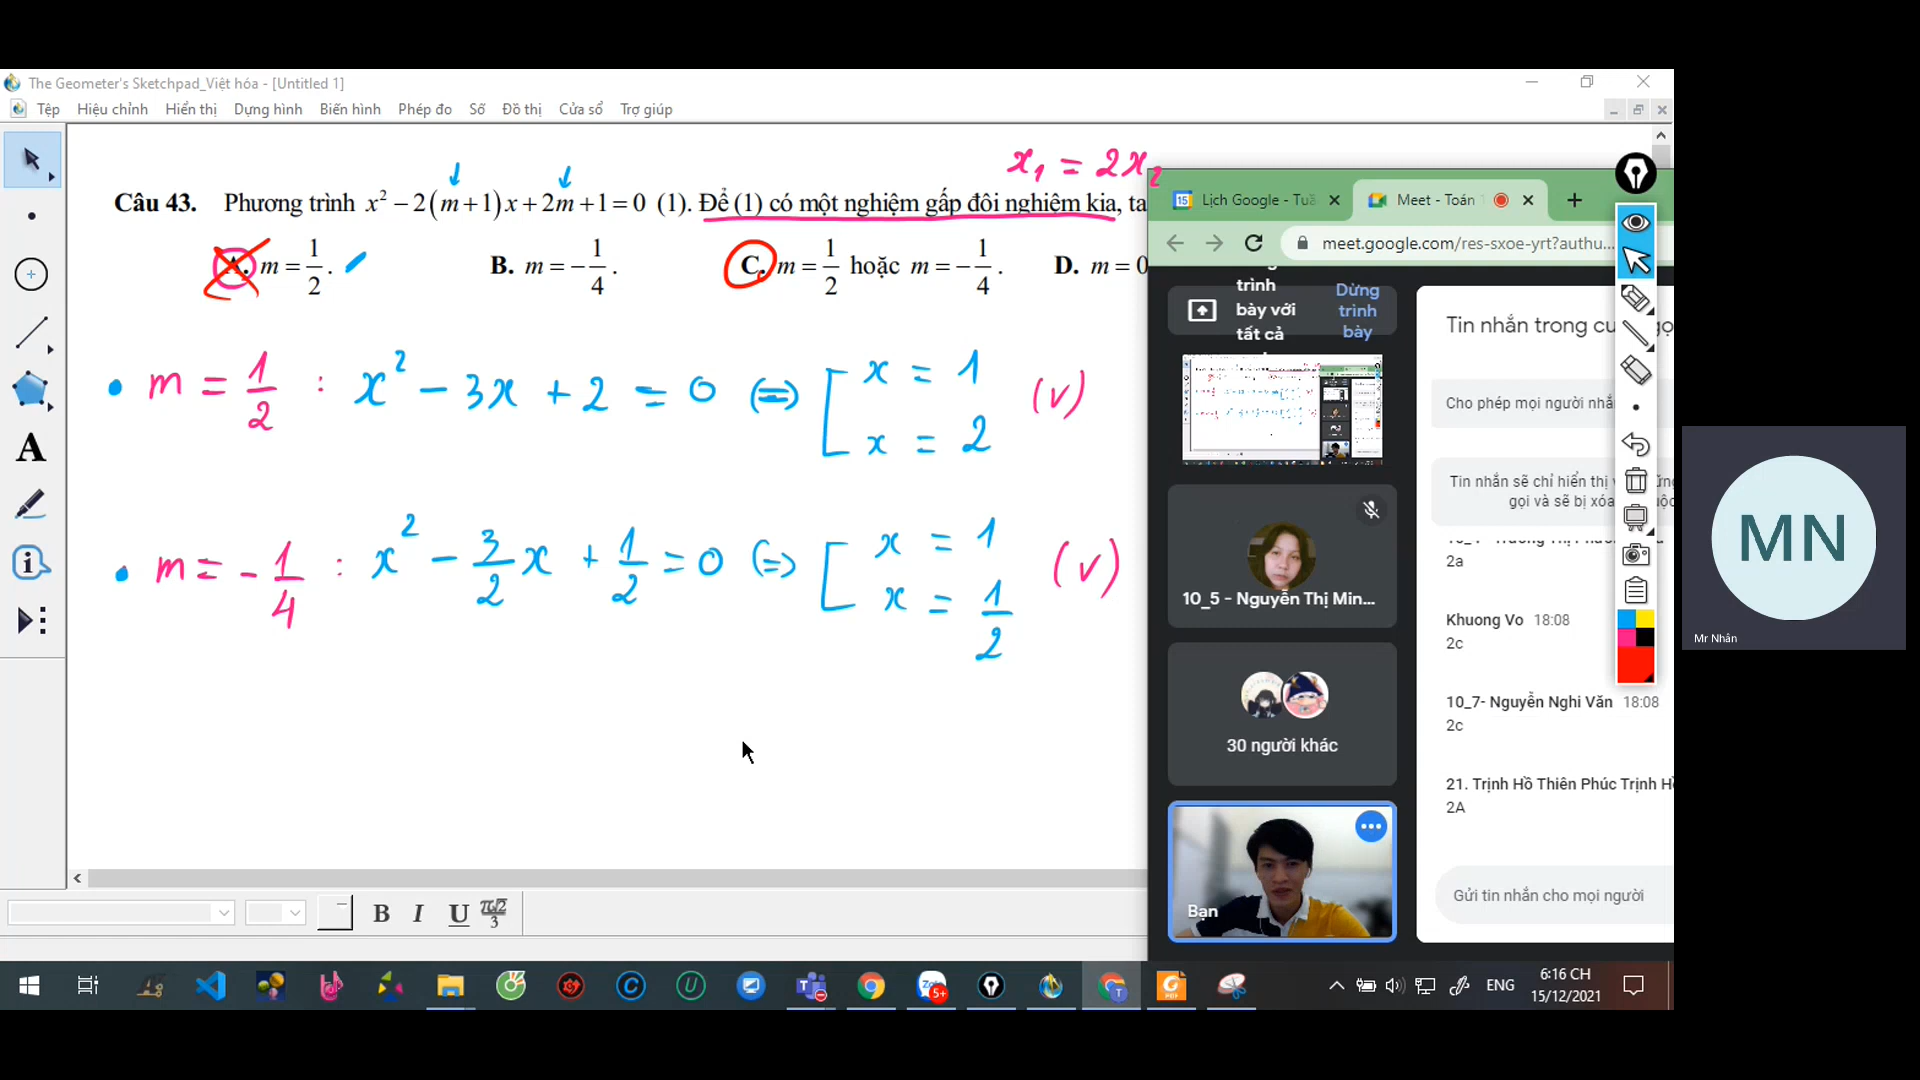 The Geometer's Sketchpad_Việt hóa - [Untitled 1]
Tệp Hiệu chỉnh Hiển thị Dựng hình Biến hình Phép đo Số Đồ thị Cửa sổ Trợ giúp
x₁ = 2x₂
Câu 43. Phương trình x² − 2(m+1)x + 2m + 1 = 0 (1). Để (1) có một nghiệm gấp đôi nghiệm kia, ta
A. m = 1/2. B. m = −1/4. C. m = 1/2 hoặc m = −1/4. D. m = 0
• m = 1/2 : x² − 3x + 2 = 0 (=) [ x = 1
x = 2 (v)
• m = −1/4 : x² − 3/2 x + 1/2 = 0 (=) [ x = 1
x = 1/2 (v)
B I U
Lịch Google - Tuầ
Meet - Toán
meet.google.com/res-sxoe-yrt?authu...
trình
bày với
tất cả
Dừng
trình
bày
10_5 - Nguyễn Thị Min...
30 người khác
Bạn
Tin nhắn trong cu
Cho phép mọi người nhắ
Tin nhắn sẽ chỉ hiển thị
gọi và sẽ bị xóa
2a
Khuong Vo 18:08
2c
10_7- Nguyễn Nghi Văn 18:08
2c
21. Trịnh Hồ Thiên Phúc Trịnh H
2A
Gửi tin nhắn cho mọi người
MN
Mr Nhân
ENG
6:16 CH
15/12/2021